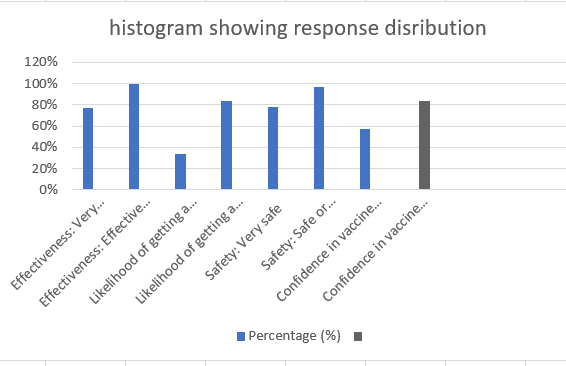 histogram showing response disribution
120%
100%
80%
60%
40%
20%
0%
Effectiveness: Very...
Effectiveness: Effective...
Likelihood of getting a...
Likelihood of getting a...
Safety: Very safe
Safety: Safe or...
Confidence in vaccine...
Confidence in vaccine...
Percentage (%)